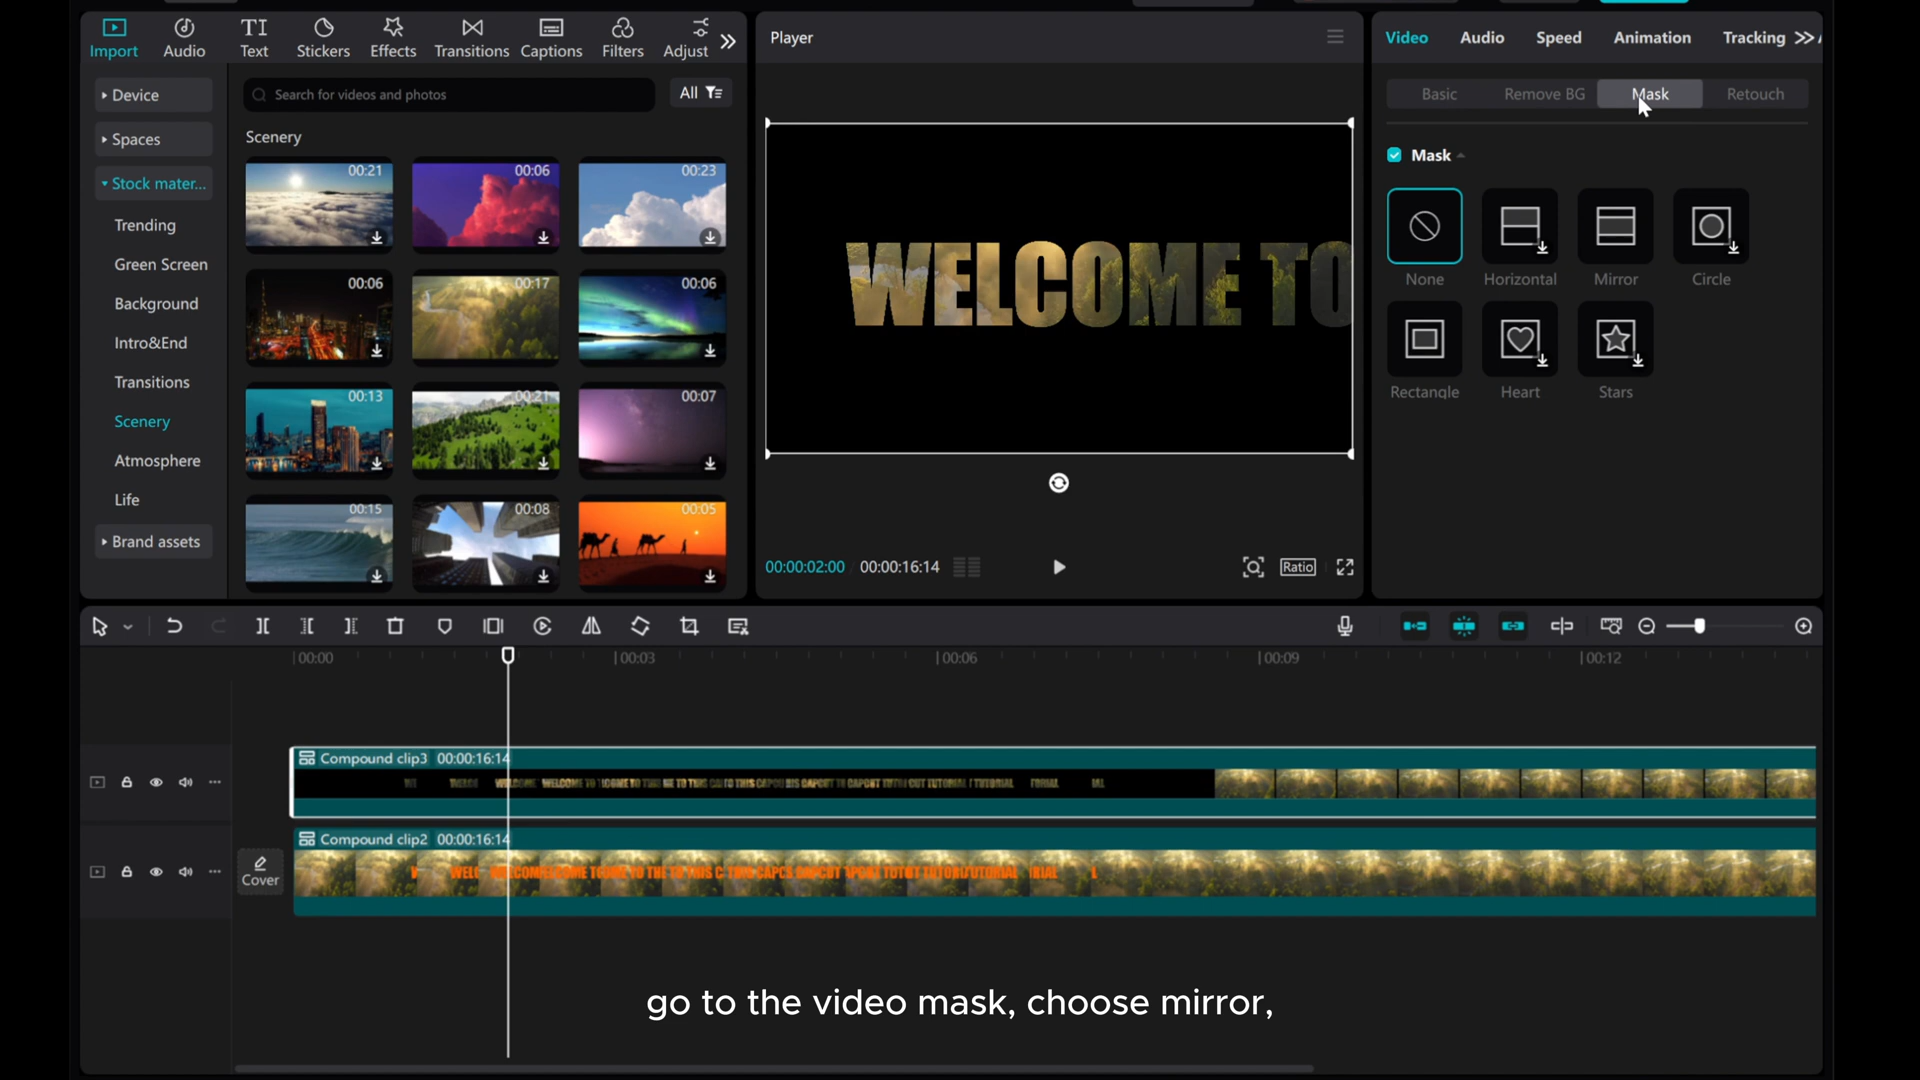 Import
Audio
Text
Stickers
Effects
Transitions
Captions
Filters
Adjust
Device
Spaces
Stock mater...
Trending
Green Screen
Background
Intro&End
Transitions
Scenery
Atmosphere
Life
Brand assets
Search for videos and photos
All
Scenery
00:21
00:06
00:23
00:06
00:17
00:06
00:13
00:21
00:07
00:15
00:08
00:05
Player
WELCOME TO
00:00:02:00
00:00:16:14
Ratio
Video
Audio
Speed
Animation
Tracking
Basic
Remove BG
Mask
Retouch
Mask
None
Horizontal
Mirror
Circle
Rectangle
Heart
Stars
00:00
00:03
00:06
00:09
00:12
Compound clip3 00:00:16:14
Compound clip2 00:00:16:14
Cover
go to the video mask, choose mirror,